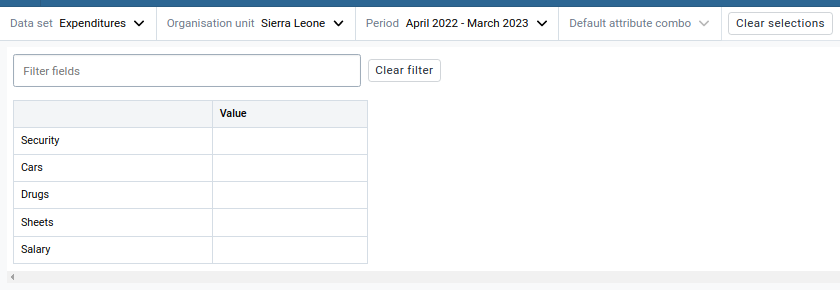 Data set Expenditures Organisation unit Sierra Leone Period April 2022 - March 2023 Default attribute combo Clear selections
Filter fields Clear filter
Value
Security
Cars
Drugs
Sheets
Salary